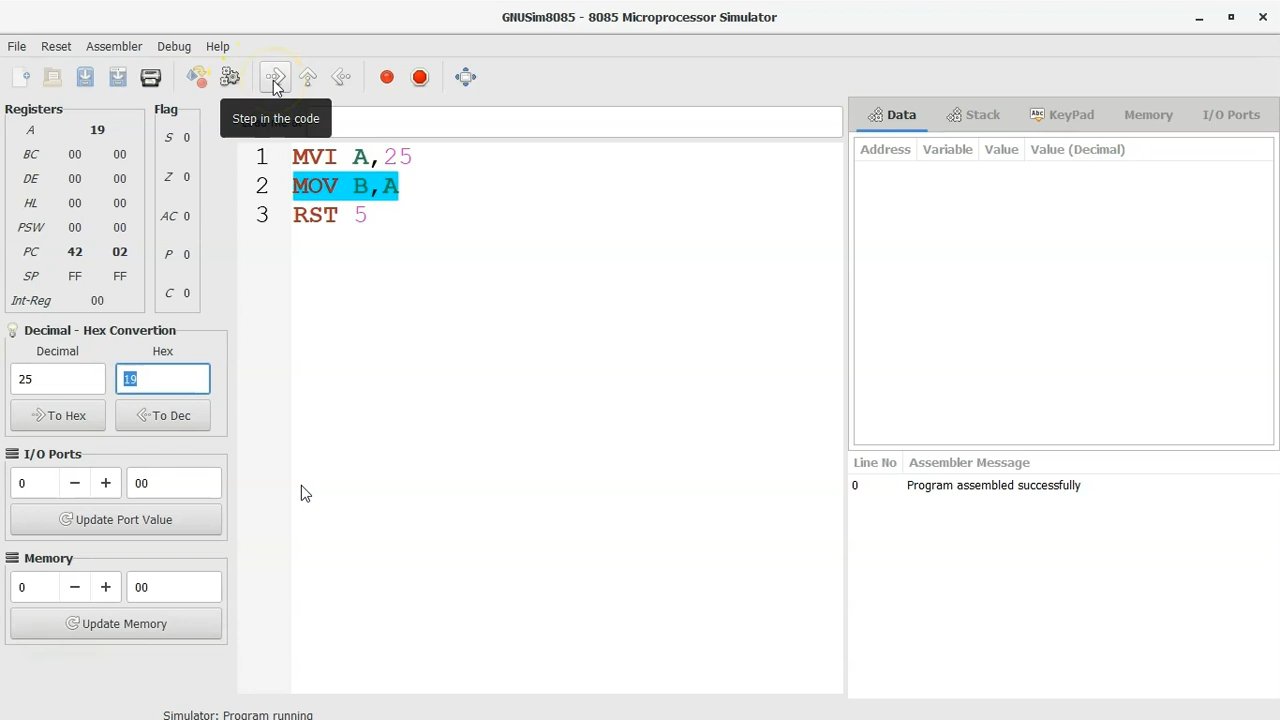 GNUSim8085 - 8085 Microprocessor Simulator
File Reset Assembler Debug Help
Registers
A 19
BC 00 00
DE 00 00
HL 00 00
PSW 00 00
PC 42 02
SP FF FF
Int-Reg 00
Flag
S 0
Z 0
AC 0
P 0
C 0
Decimal - Hex Convertion
Decimal Hex
25 19
To Hex To Dec
I/O Ports
0 00
Update Port Value
Memory
0 00
Update Memory
Step in the code
1 MVI A,25
2 MOV B,A
3 RST 5
Data Stack Abc KeyPad Memory I/O Ports
Address Variable Value Value (Decimal)
Line No Assembler Message
0 Program assembled successfully
Simulator: Program running